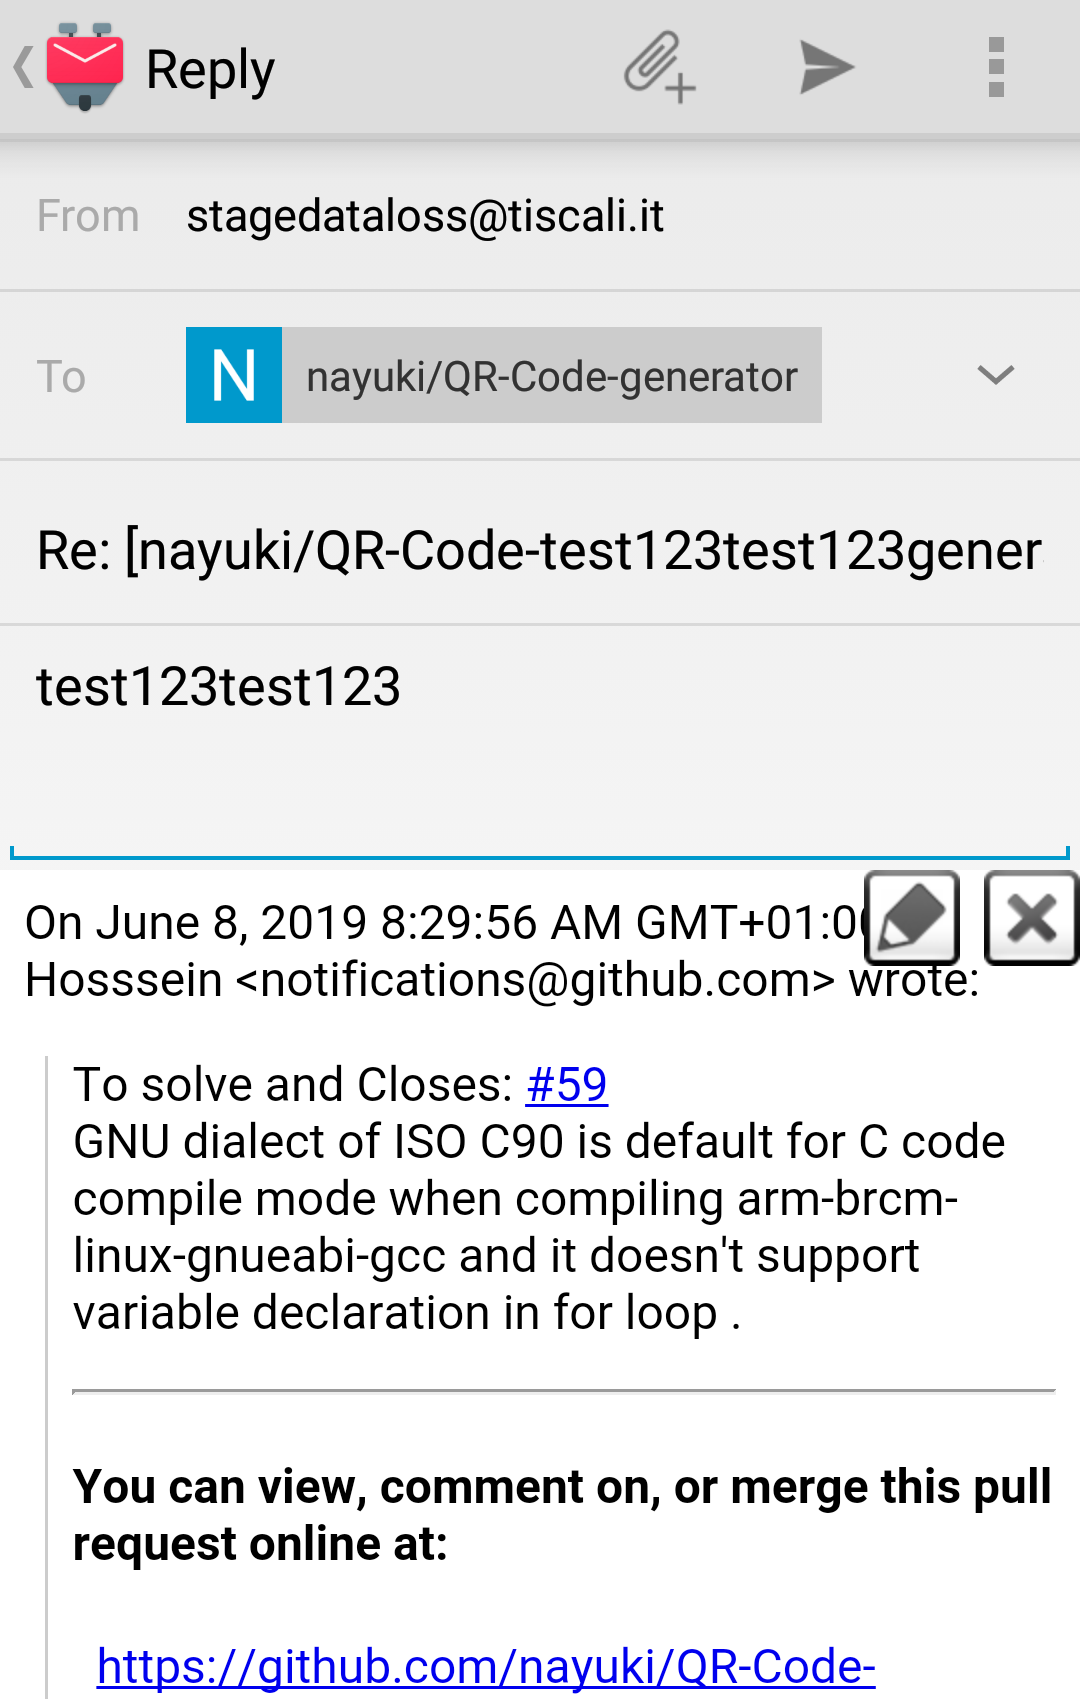 Reply
From stagedataloss@tiscali.it
To N nayuki/QR-Code-generator
Re: [nayuki/QR-Code-test123test123gener
test123test123
On June 8, 2019 8:29:56 AM GMT+01:0
Hosssein <notifications@github.com> wrote:
To solve and Closes: #59
GNU dialect of ISO C90 is default for C code
compile mode when compiling arm-brcm-
linux-gnueabi-gcc and it doesn't support
variable declaration in for loop .
You can view, comment on, or merge this pull
request online at:
https://github.com/nayuki/QR-Code-